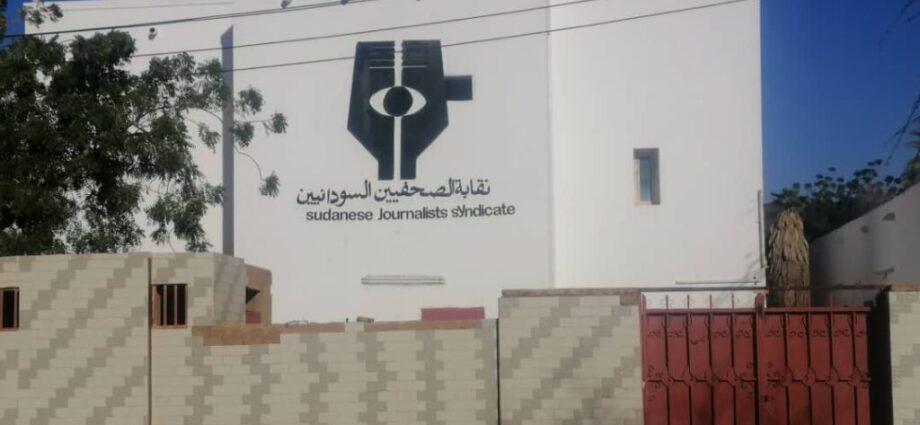 نقابة الصحفيين السودانيين
sudanese Journalists syndicate